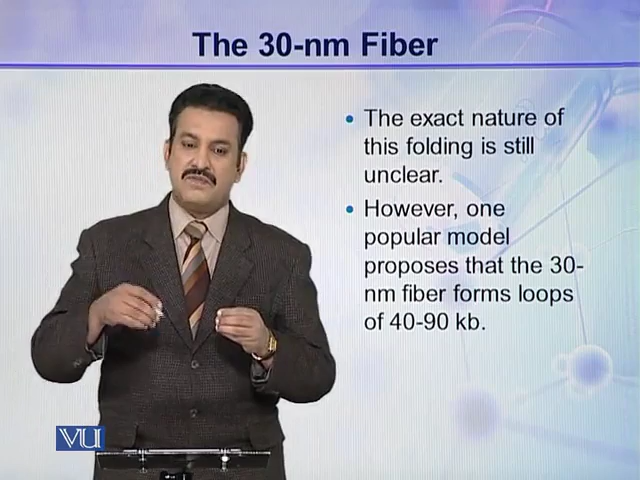 The 30-nm Fiber
• The exact nature of
this folding is still
unclear.
• However, one
popular model
proposes that the 30-
nm fiber forms loops
of 40-90 kb.
VU